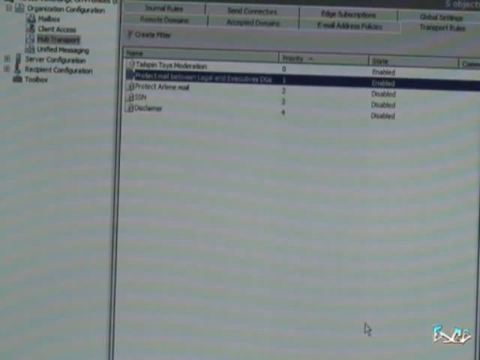 5 objects
Organization Configuration
Mailbox
Client Access
Hub Transport
Unified Messaging
Server Configuration
Recipient Configuration
Toolbox
Journal Rules
Send Connectors
Edge Subscriptions
Global Settings
Remote Domains
Accepted Domains
E-mail Address Policies
Transport Rules
Create Filter
Name Priority State
Tailspin Toys Moderation 0 Enabled
Protect mail between Legal and Executives DGs 1 Enabled
Protect Arlene mail 2 Disabled
SSN 3 Disabled
Disclaimer 4 Disabled